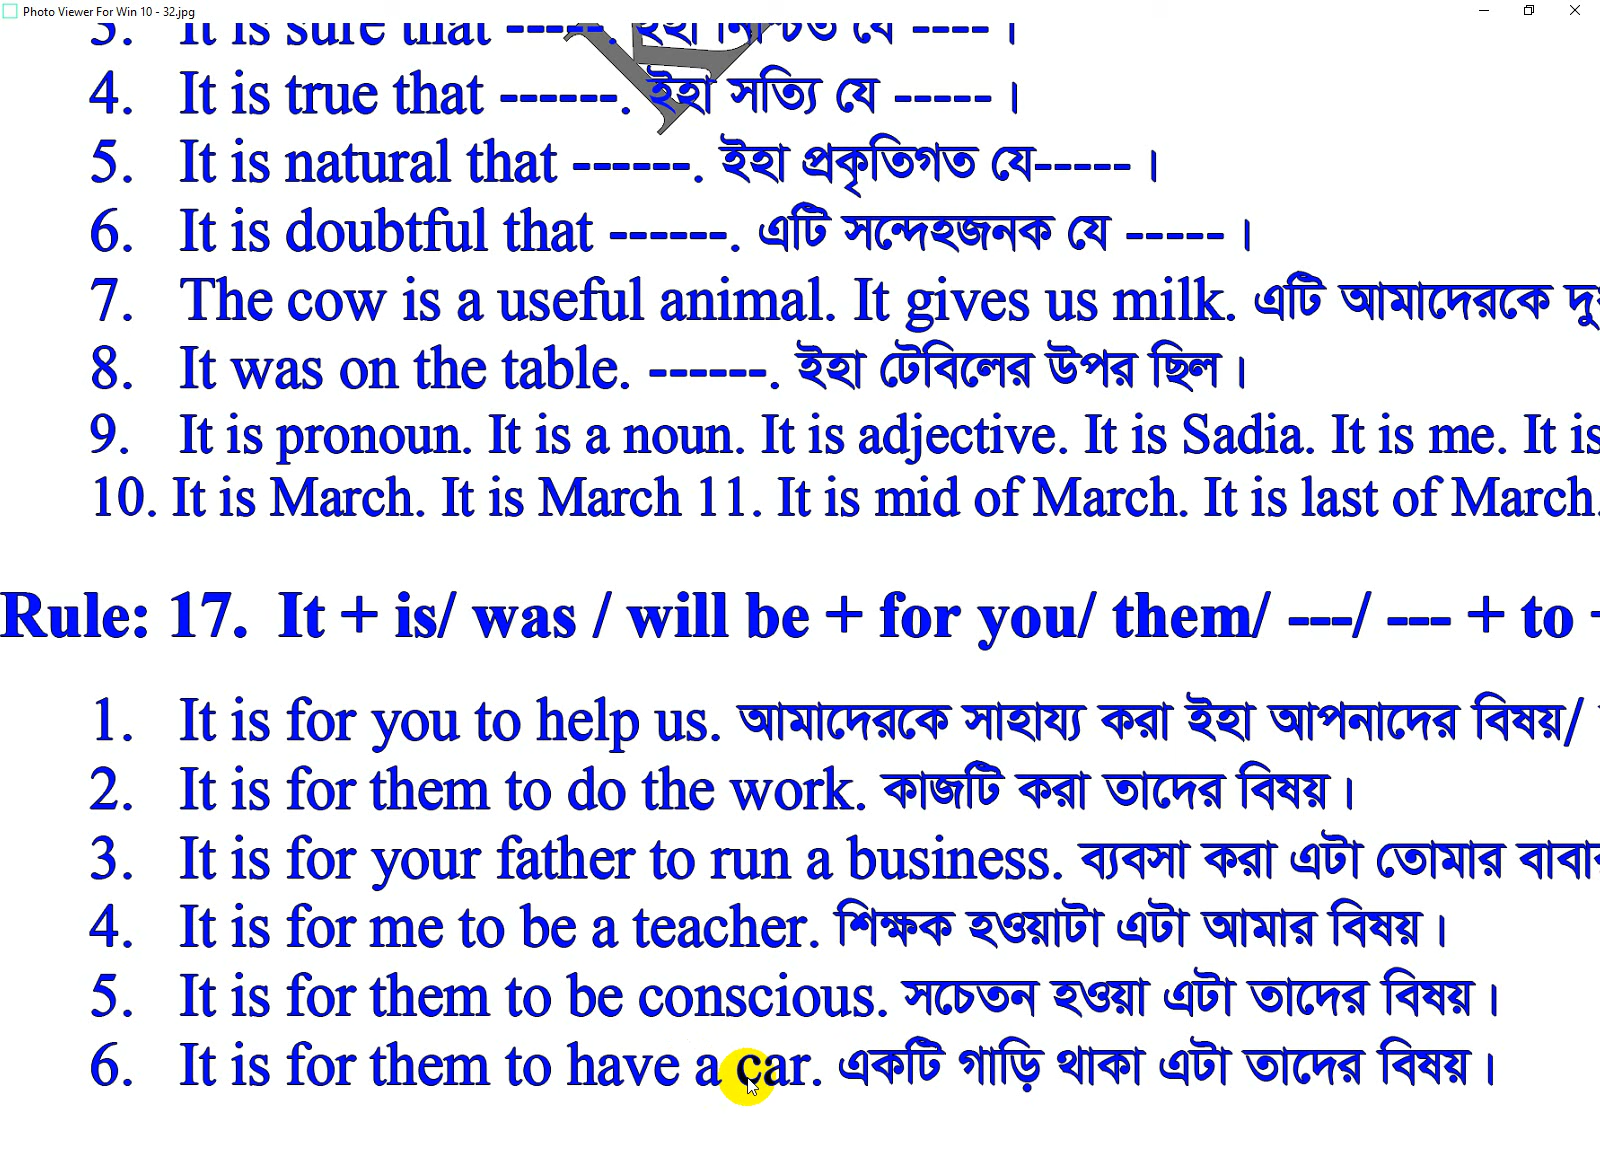 Photo Viewer For Win 10 - 32.jpg
3. It is sure that -----. ইহা নিশ্চিত যে ----।
4. It is true that ------. ইহা সত্যি যে -----।
5. It is natural that ------. ইহা প্রকৃতিগত যে-----।
6. It is doubtful that ------. এটি সন্দেহজনক যে -----।
7. The cow is a useful animal. It gives us milk. এটি আমাদেরকে
8. It was on the table. ------. ইহা টেবিলের উপর ছিল।
9. It is pronoun. It is a noun. It is adjective. It is Sadia. It is me. It is
10. It is March. It is March 11. It is mid of March. It is last of March.
Rule: 17. It + is/ was / will be + for you/ them/ ---/ --- + to +
1. It is for you to help us. আমাদেরকে সাহায্য করা ইহা আপনাদের বিষয়/
2. It is for them to do the work. কাজটি করা তাদের বিষয়।
3. It is for your father to run a business. ব্যবসা করা এটা তোমার বাবার
4. It is for me to be a teacher. শিক্ষক হওয়াটা এটা আমার বিষয়।
5. It is for them to be conscious. সচেতন হওয়া এটা তাদের বিষয়।
6. It is for them to have a car. একটি গাড়ি থাকা এটা তাদের বিষয়।